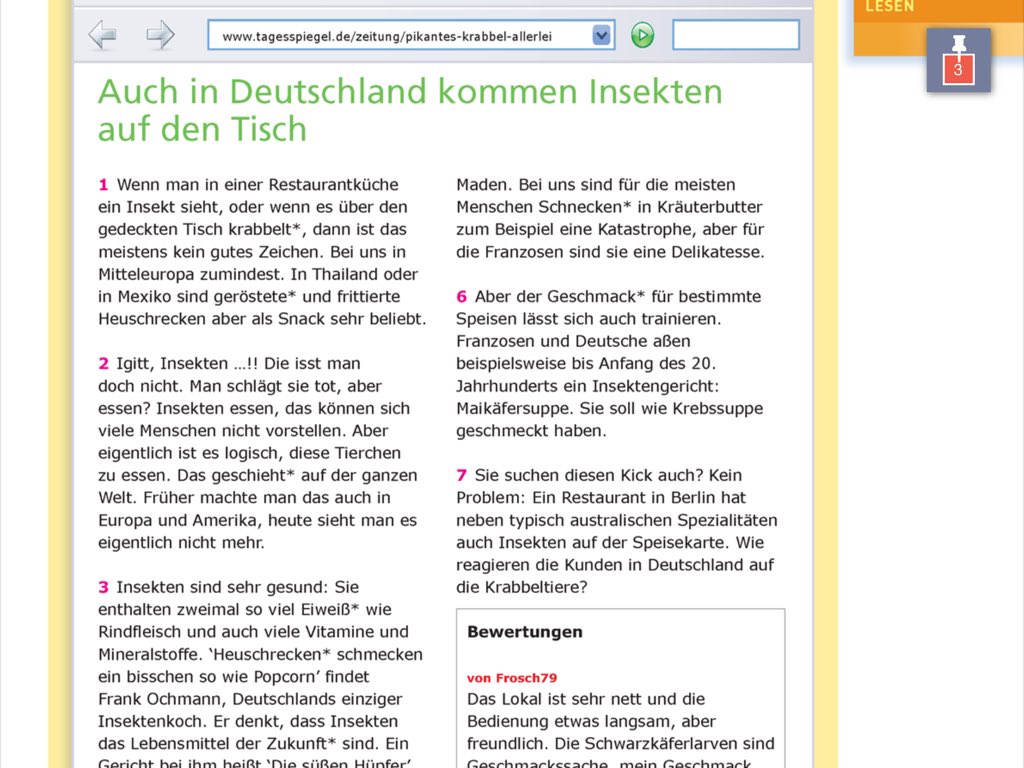 LESEN
3
www.tagesspiegel.de/zeitung/pikantes-krabbel-allerlei
Auch in Deutschland kommen Insekten
auf den Tisch
1 Wenn man in einer Restaurantküche
ein Insekt sieht, oder wenn es über den
gedeckten Tisch krabbelt*, dann ist das
meistens kein gutes Zeichen. Bei uns in
Mitteleuropa zumindest. In Thailand oder
in Mexiko sind geröstete* und frittierte
Heuschrecken aber als Snack sehr beliebt.
2 Igitt, Insekten ...!! Die isst man
doch nicht. Man schlägt sie tot, aber
essen? Insekten essen, das können sich
viele Menschen nicht vorstellen. Aber
eigentlich ist es logisch, diese Tierchen
zu essen. Das geschieht* auf der ganzen
Welt. Früher machte man das auch in
Europa und Amerika, heute sieht man es
eigentlich nicht mehr.
3 Insekten sind sehr gesund: Sie
enthalten zweimal so viel Eiweiß* wie
Rindfleisch und auch viele Vitamine und
Mineralstoffe. ‘Heuschrecken* schmecken
ein bisschen so wie Popcorn’ findet
Frank Ochmann, Deutschlands einziger
Insektenkoch. Er denkt, dass Insekten
das Lebensmittel der Zukunft* sind. Ein
Gericht bei ihm heißt ‘Die süßen Hüpfer’
Maden. Bei uns sind für die meisten
Menschen Schnecken* in Kräuterbutter
zum Beispiel eine Katastrophe, aber für
die Franzosen sind sie eine Delikatesse.
6 Aber der Geschmack* für bestimmte
Speisen lässt sich auch trainieren.
Franzosen und Deutsche aßen
beispielsweise bis Anfang des 20.
Jahrhunderts ein Insektengericht:
Maikäfersuppe. Sie soll wie Krebssuppe
geschmeckt haben.
7 Sie suchen diesen Kick auch? Kein
Problem: Ein Restaurant in Berlin hat
neben typisch australischen Spezialitäten
auch Insekten auf der Speisekarte. Wie
reagieren die Kunden in Deutschland auf
die Krabbeltiere?
Bewertungen
von Frosch79
Das Lokal ist sehr nett und die
Bedienung etwas langsam, aber
freundlich. Die Schwarzkäferlarven sind
Geschmackssache, mein Geschmack